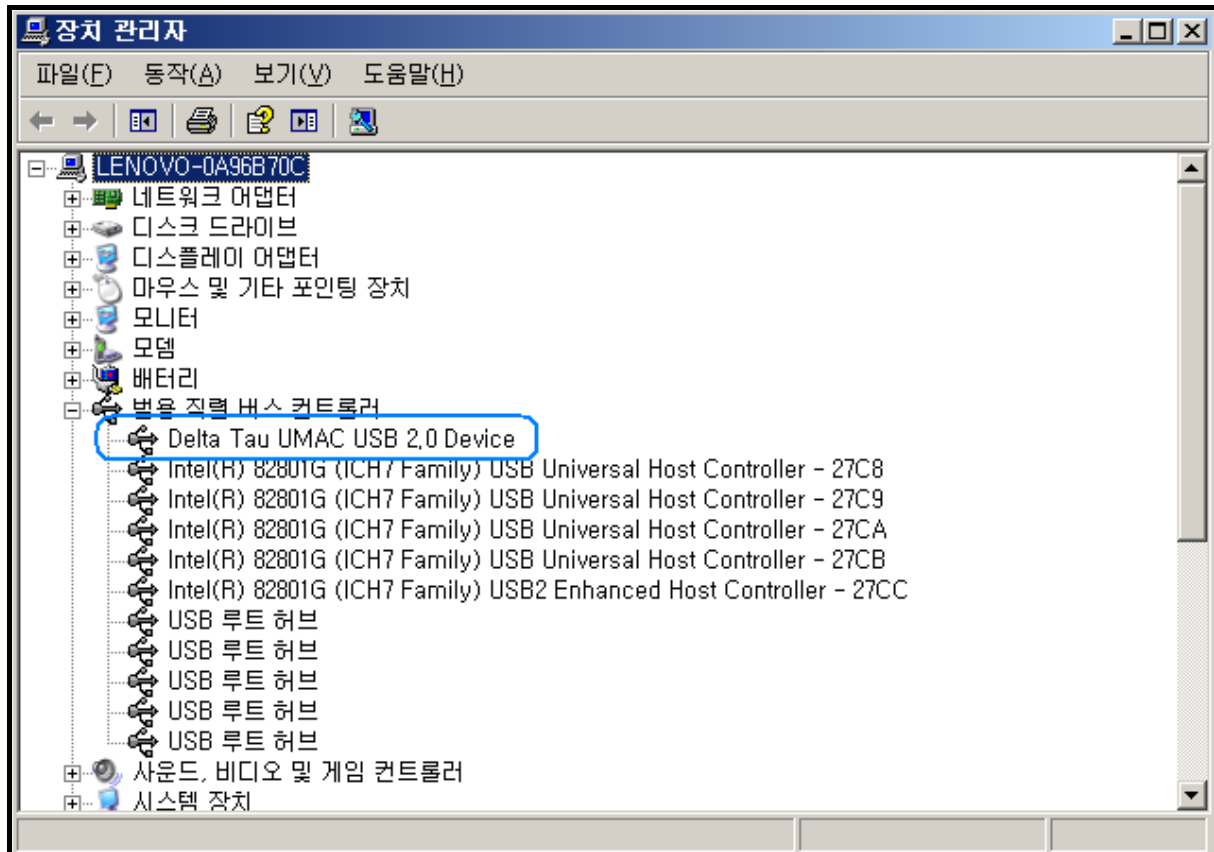 장치 관리자
파일(F) 동작(A) 보기(V) 도움말(H)
LENOVO-0A96B70C
네트워크 어댑터
디스크 드라이브
디스플레이 어댑터
마우스 및 기타 포인팅 장치
모니터
모뎀
배터리
범용 직렬 버스 컨트롤러
Delta Tau UMAC USB 2.0 Device
Intel(R) 82801G (ICH7 Family) USB Universal Host Controller - 27C8
Intel(R) 82801G (ICH7 Family) USB Universal Host Controller - 27C9
Intel(R) 82801G (ICH7 Family) USB Universal Host Controller - 27CA
Intel(R) 82801G (ICH7 Family) USB Universal Host Controller - 27CB
Intel(R) 82801G (ICH7 Family) USB2 Enhanced Host Controller - 27CC
USB 루트 허브
USB 루트 허브
USB 루트 허브
USB 루트 허브
USB 루트 허브
사운드, 비디오 및 게임 컨트롤러
시스템 장치